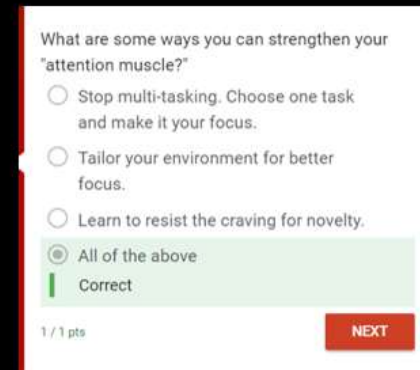 What are some ways you can strengthen your
"attention muscle?"
Stop multi-tasking. Choose one task
and make it your focus.
Tailor your environment for better
focus.
Learn to resist the craving for novelty.
All of the above
Correct
1 / 1 pts
NEXT